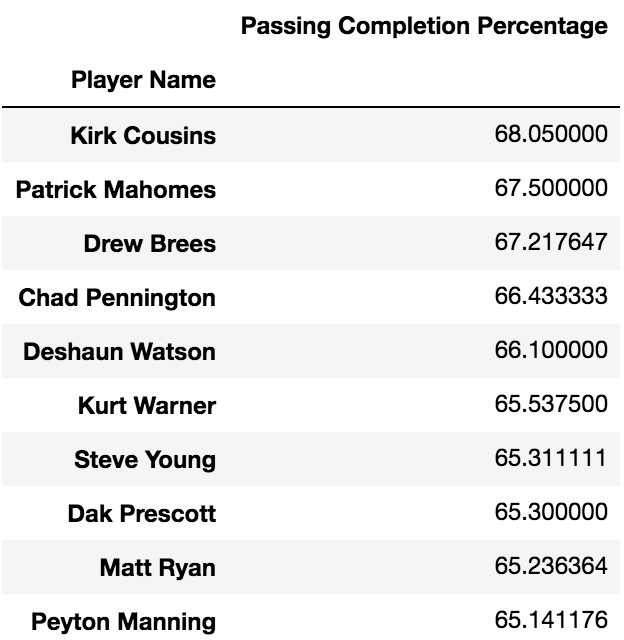 Passing Completion Percentage
Player Name
Kirk Cousins 68.050000
Patrick Mahomes 67.500000
Drew Brees 67.217647
Chad Pennington 66.433333
Deshaun Watson 66.100000
Kurt Warner 65.537500
Steve Young 65.311111
Dak Prescott 65.300000
Matt Ryan 65.236364
Peyton Manning 65.141176